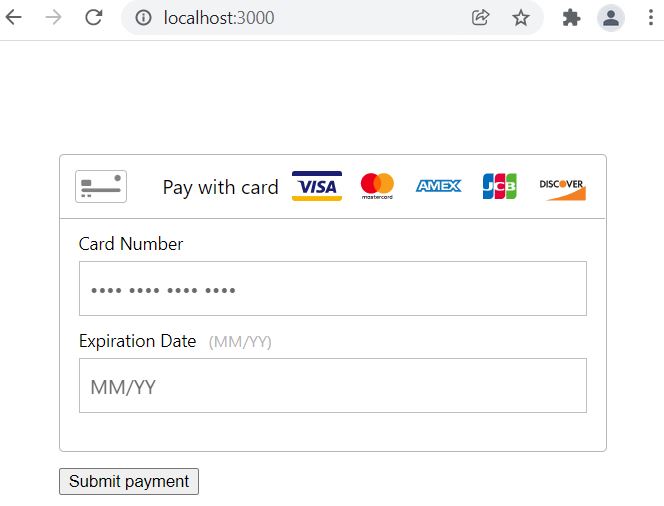 localhost:3000
Pay with card VISA mastercard AMEX JCB DISCOVER
Card Number
•••• •••• •••• ••••
Expiration Date (MM/YY)
MM/YY
Submit payment